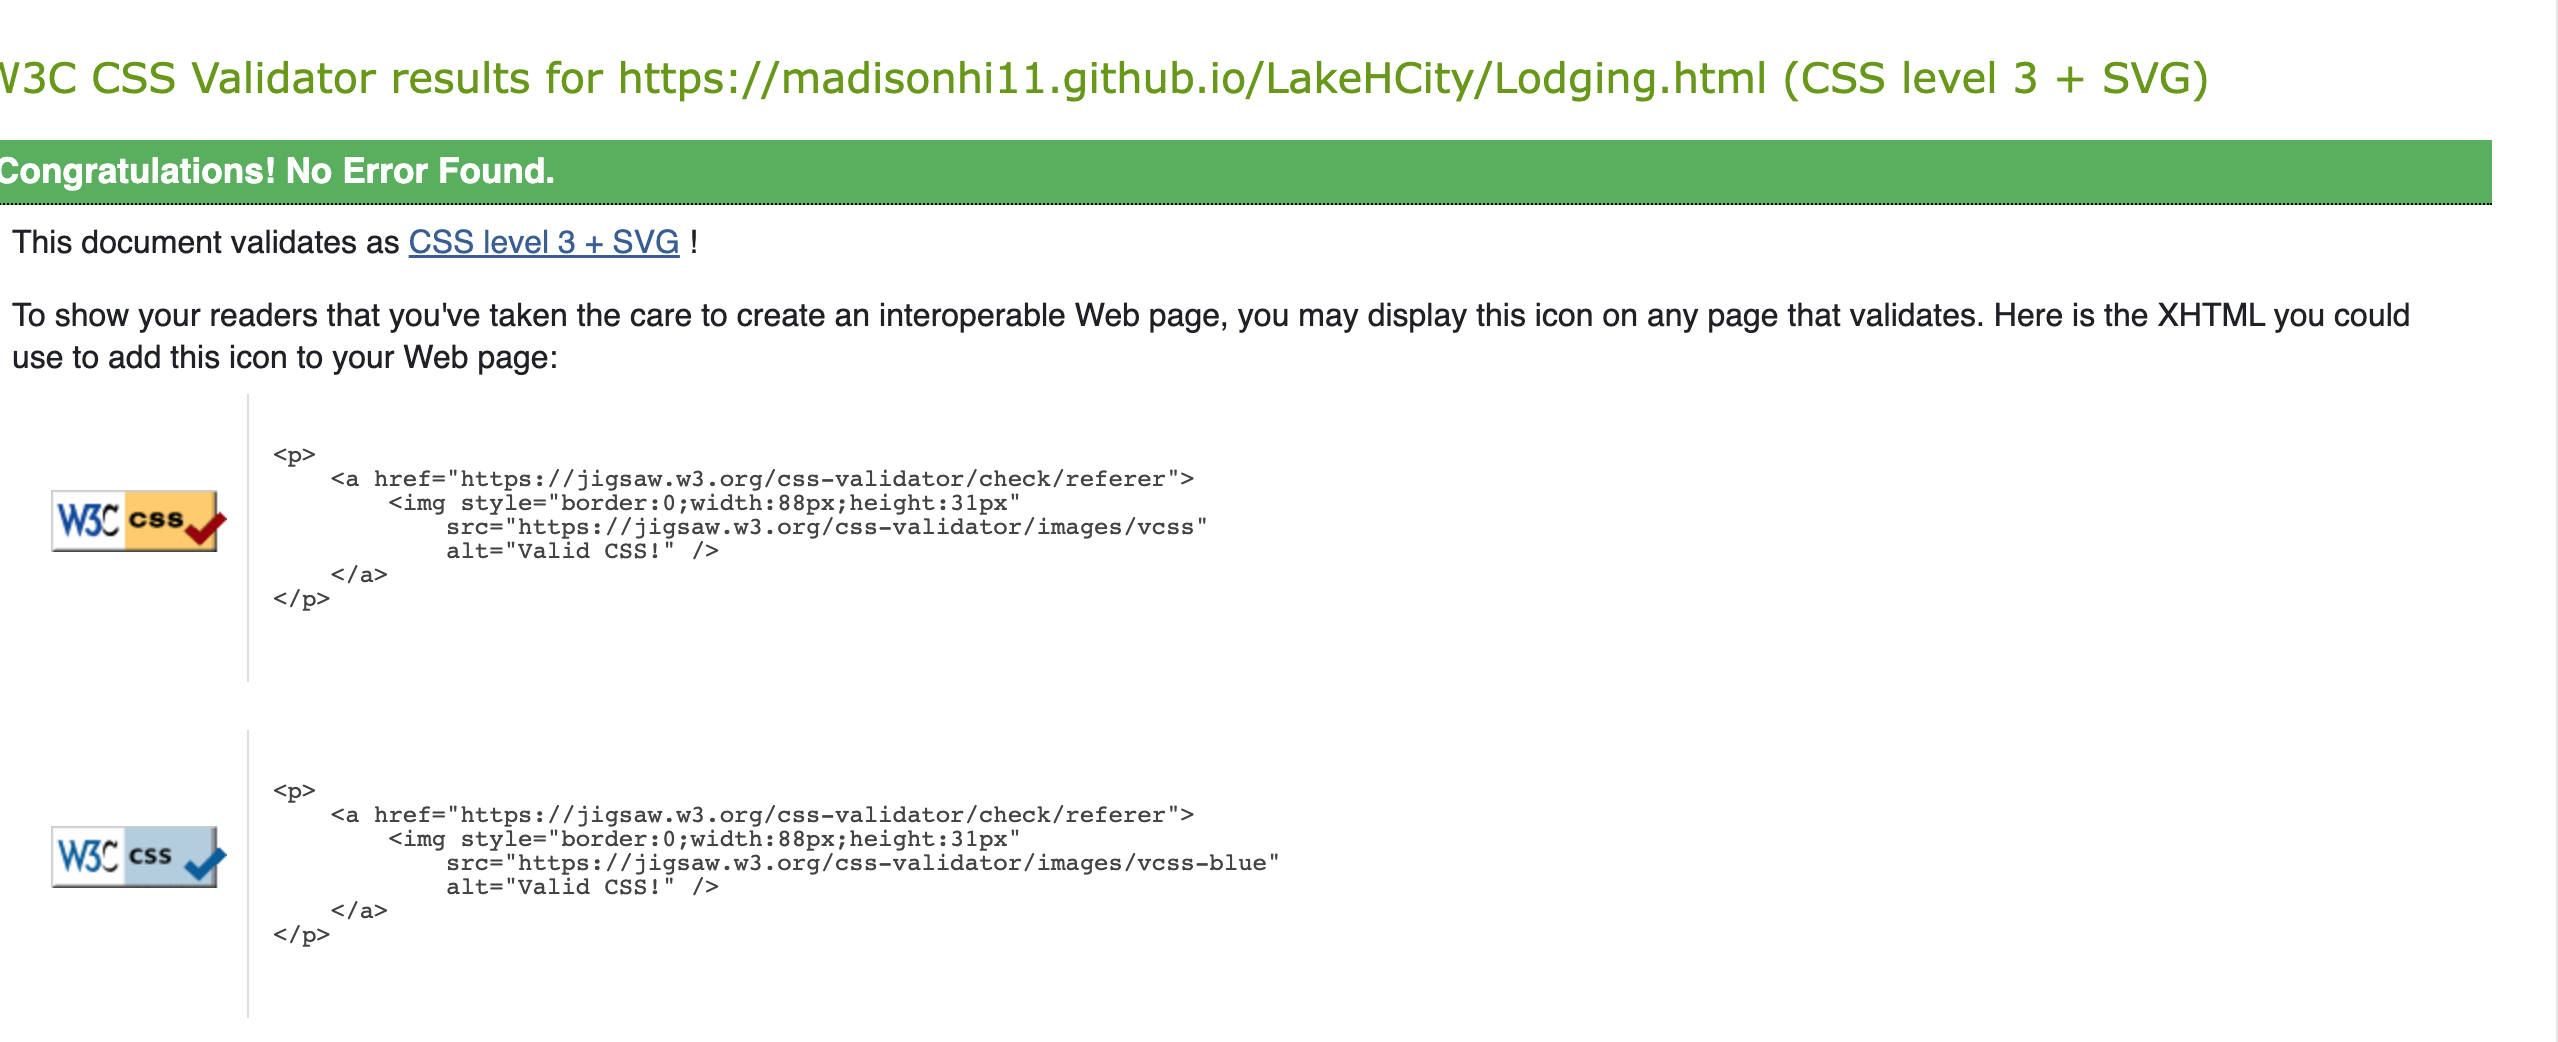 W3C CSS Validator results for https://madisonhi11.github.io/LakeHCity/Lodging.html (CSS level 3 + SVG)
Congratulations! No Error Found.
This document validates as CSS level 3 + SVG !
To show your readers that you've taken the care to create an interoperable Web page, you may display this icon on any page that validates. Here is the XHTML you could
use to add this icon to your Web page:
W3C css
<p>
    <a href="https://jigsaw.w3.org/css-validator/check/referer">
        <img style="border:0;width:88px;height:31px"
            src="https://jigsaw.w3.org/css-validator/images/vcss"
            alt="Valid CSS!" />
    </a>
</p>
W3C css
<p>
    <a href="https://jigsaw.w3.org/css-validator/check/referer">
        <img style="border:0;width:88px;height:31px"
            src="https://jigsaw.w3.org/css-validator/images/vcss-blue"
            alt="Valid CSS!" />
    </a>
</p>